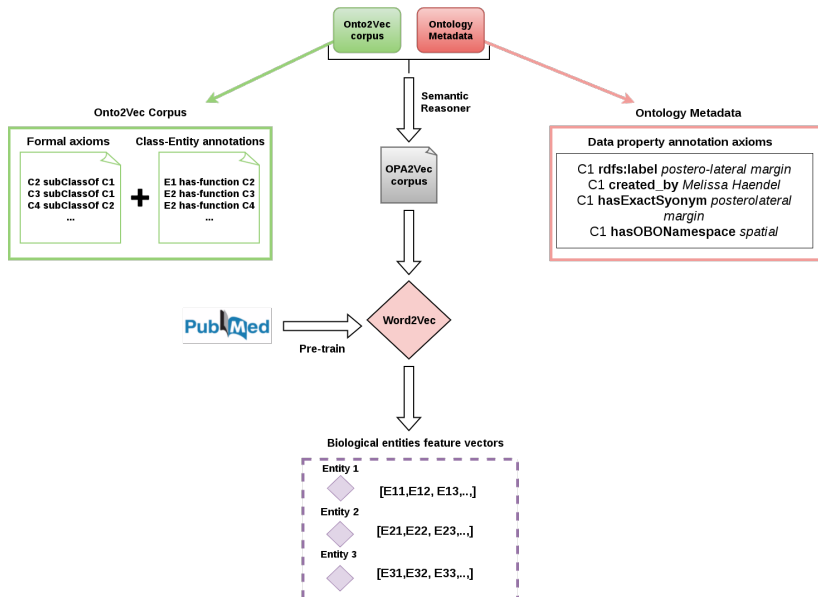 Onto2Vec
corpus
Ontology
Metadata
Semantic
Reasoner
Onto2Vec Corpus
Formal axioms
Class-Entity annotations
C2 subClassOf C1
C3 subClassOf C1
C4 subClassOf C2
...
+
E1 has-function C2
E2 has-function C3
E2 has-function C4
...
OPA2Vec
corpus
Ontology Metadata
Data property annotation axioms
C1 rdfs:label postero-lateral margin
C1 created_by Melissa Haendel
C1 hasExactSyonym posterolateral
margin
C1 hasOBONamespace spatial
PubMed
Pre-train
Word2Vec
Biological entities feature vectors
Entity 1
[E11,E12, E13,..,]
Entity 2
[E21,E22, E23,..,]
Entity 3
[E31,E32, E33,..,]